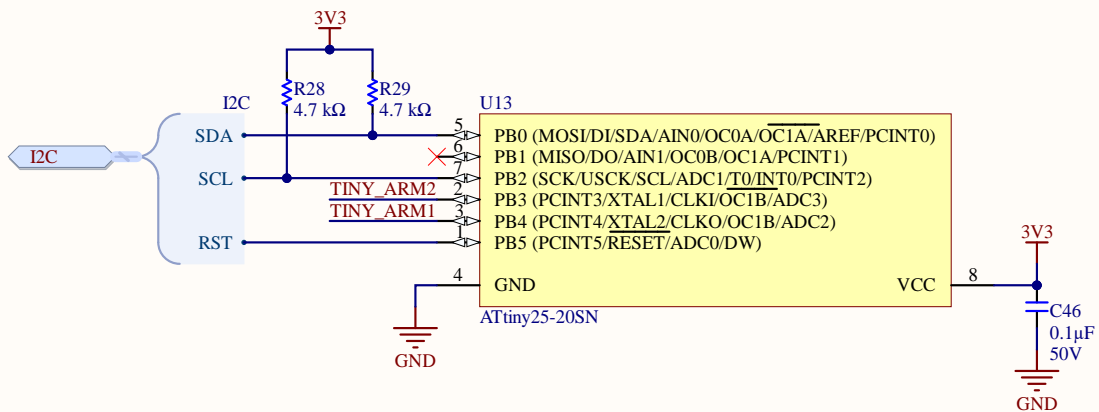 3V3
R28
4.7 kΩ
R29
4.7 kΩ
I2C
I2C
SDA
SCL
RST
TINY_ARM2
TINY_ARM1
U13
5 PB0 (MOSI/DI/SDA/AIN0/OC0A/OC1A/AREF/PCINT0)
6 PB1 (MISO/DO/AIN1/OC0B/OC1A/PCINT1)
7 PB2 (SCK/USCK/SCL/ADC1/T0/INT0/PCINT2)
2 PB3 (PCINT3/XTAL1/CLKI/OC1B/ADC3)
3 PB4 (PCINT4/XTAL2/CLKO/OC1B/ADC2)
1 PB5 (PCINT5/RESET/ADC0/DW)
4 GND
VCC 8
ATtiny25-20SN
GND
3V3
C46
0.1µF
50V
GND